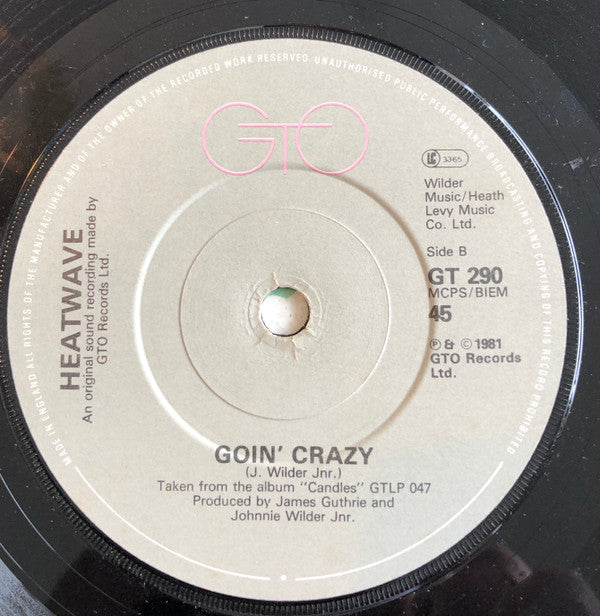 MADE IN ENGLAND ALL RIGHTS OF THE MANUFACTURER AND OF THE OWNER OF THE RECORDED WORK RESERVED. UNAUTHORISED PUBLIC PERFORMANCE BROADCASTING AND COPYING OF THIS RECORD PROHIBITED
GTO
LC 3365
Wilder
Music/Heath
Levy Music
Co. Ltd.
Side B
GT 290
MCPS/BIEM
45
℗ & © 1981
GTO Records
Ltd.
HEATWAVE
An original sound recording made by
GTO Records Ltd.
GOIN' CRAZY
(J. Wilder Jnr.)
Taken from the album "Candles" GTLP 047
Produced by James Guthrie and
Johnnie Wilder Jnr.